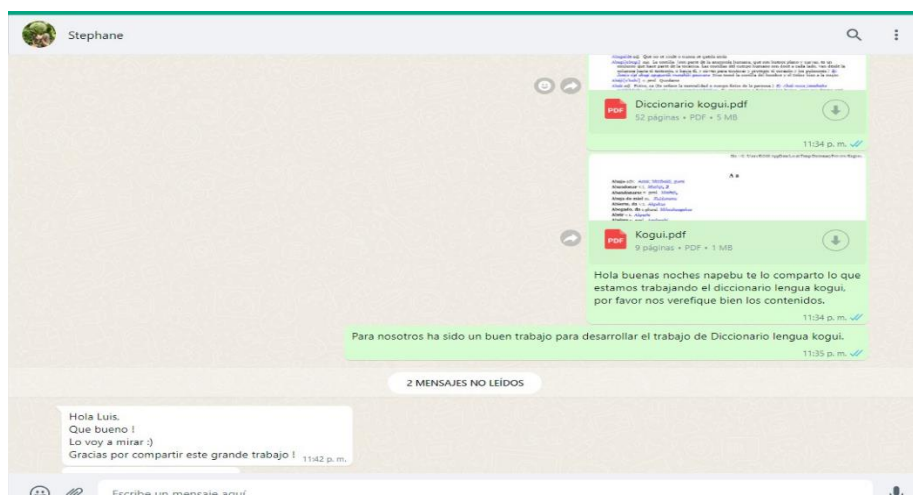 Stephane
Diccionario kogui.pdf
PDF
52 páginas • PDF • 5 MB
11:34 p. m.
A a
Kogui.pdf
PDF
9 páginas • PDF • 1 MB
Hola buenas noches napebu te lo comparto lo que
estamos trabajando el diccionario lengua kogui,
por favor nos verefique bien los contenidos.
11:34 p. m.
Para nosotros ha sido un buen trabajo para desarrollar el trabajo de Diccionario lengua kogui.
11:35 p. m.
2 MENSAJES NO LEÍDOS
Hola Luis,
Que bueno !
Lo voy a mirar :)
Gracias por compartir este grande trabajo !
11:42 p. m.
Escribe un mensaje aquí